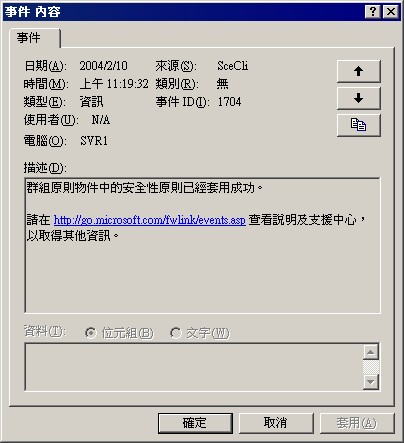 事件 內容
事件
日期(A): 2004/2/10 來源(S): SceCli
時間(M): 上午 11:19:32 類別(R): 無
類型(E): 資訊 事件 ID(I): 1704
使用者(U): N/A
電腦(O): SVR1
描述(D):
群組原則物件中的安全性原則已經套用成功。
請在 http://go.microsoft.com/fwlink/events.asp 查看說明及支援中心，
以取得其他資訊。
資料(T): 位元組(B) 文字(W)
確定 取消 套用(A)